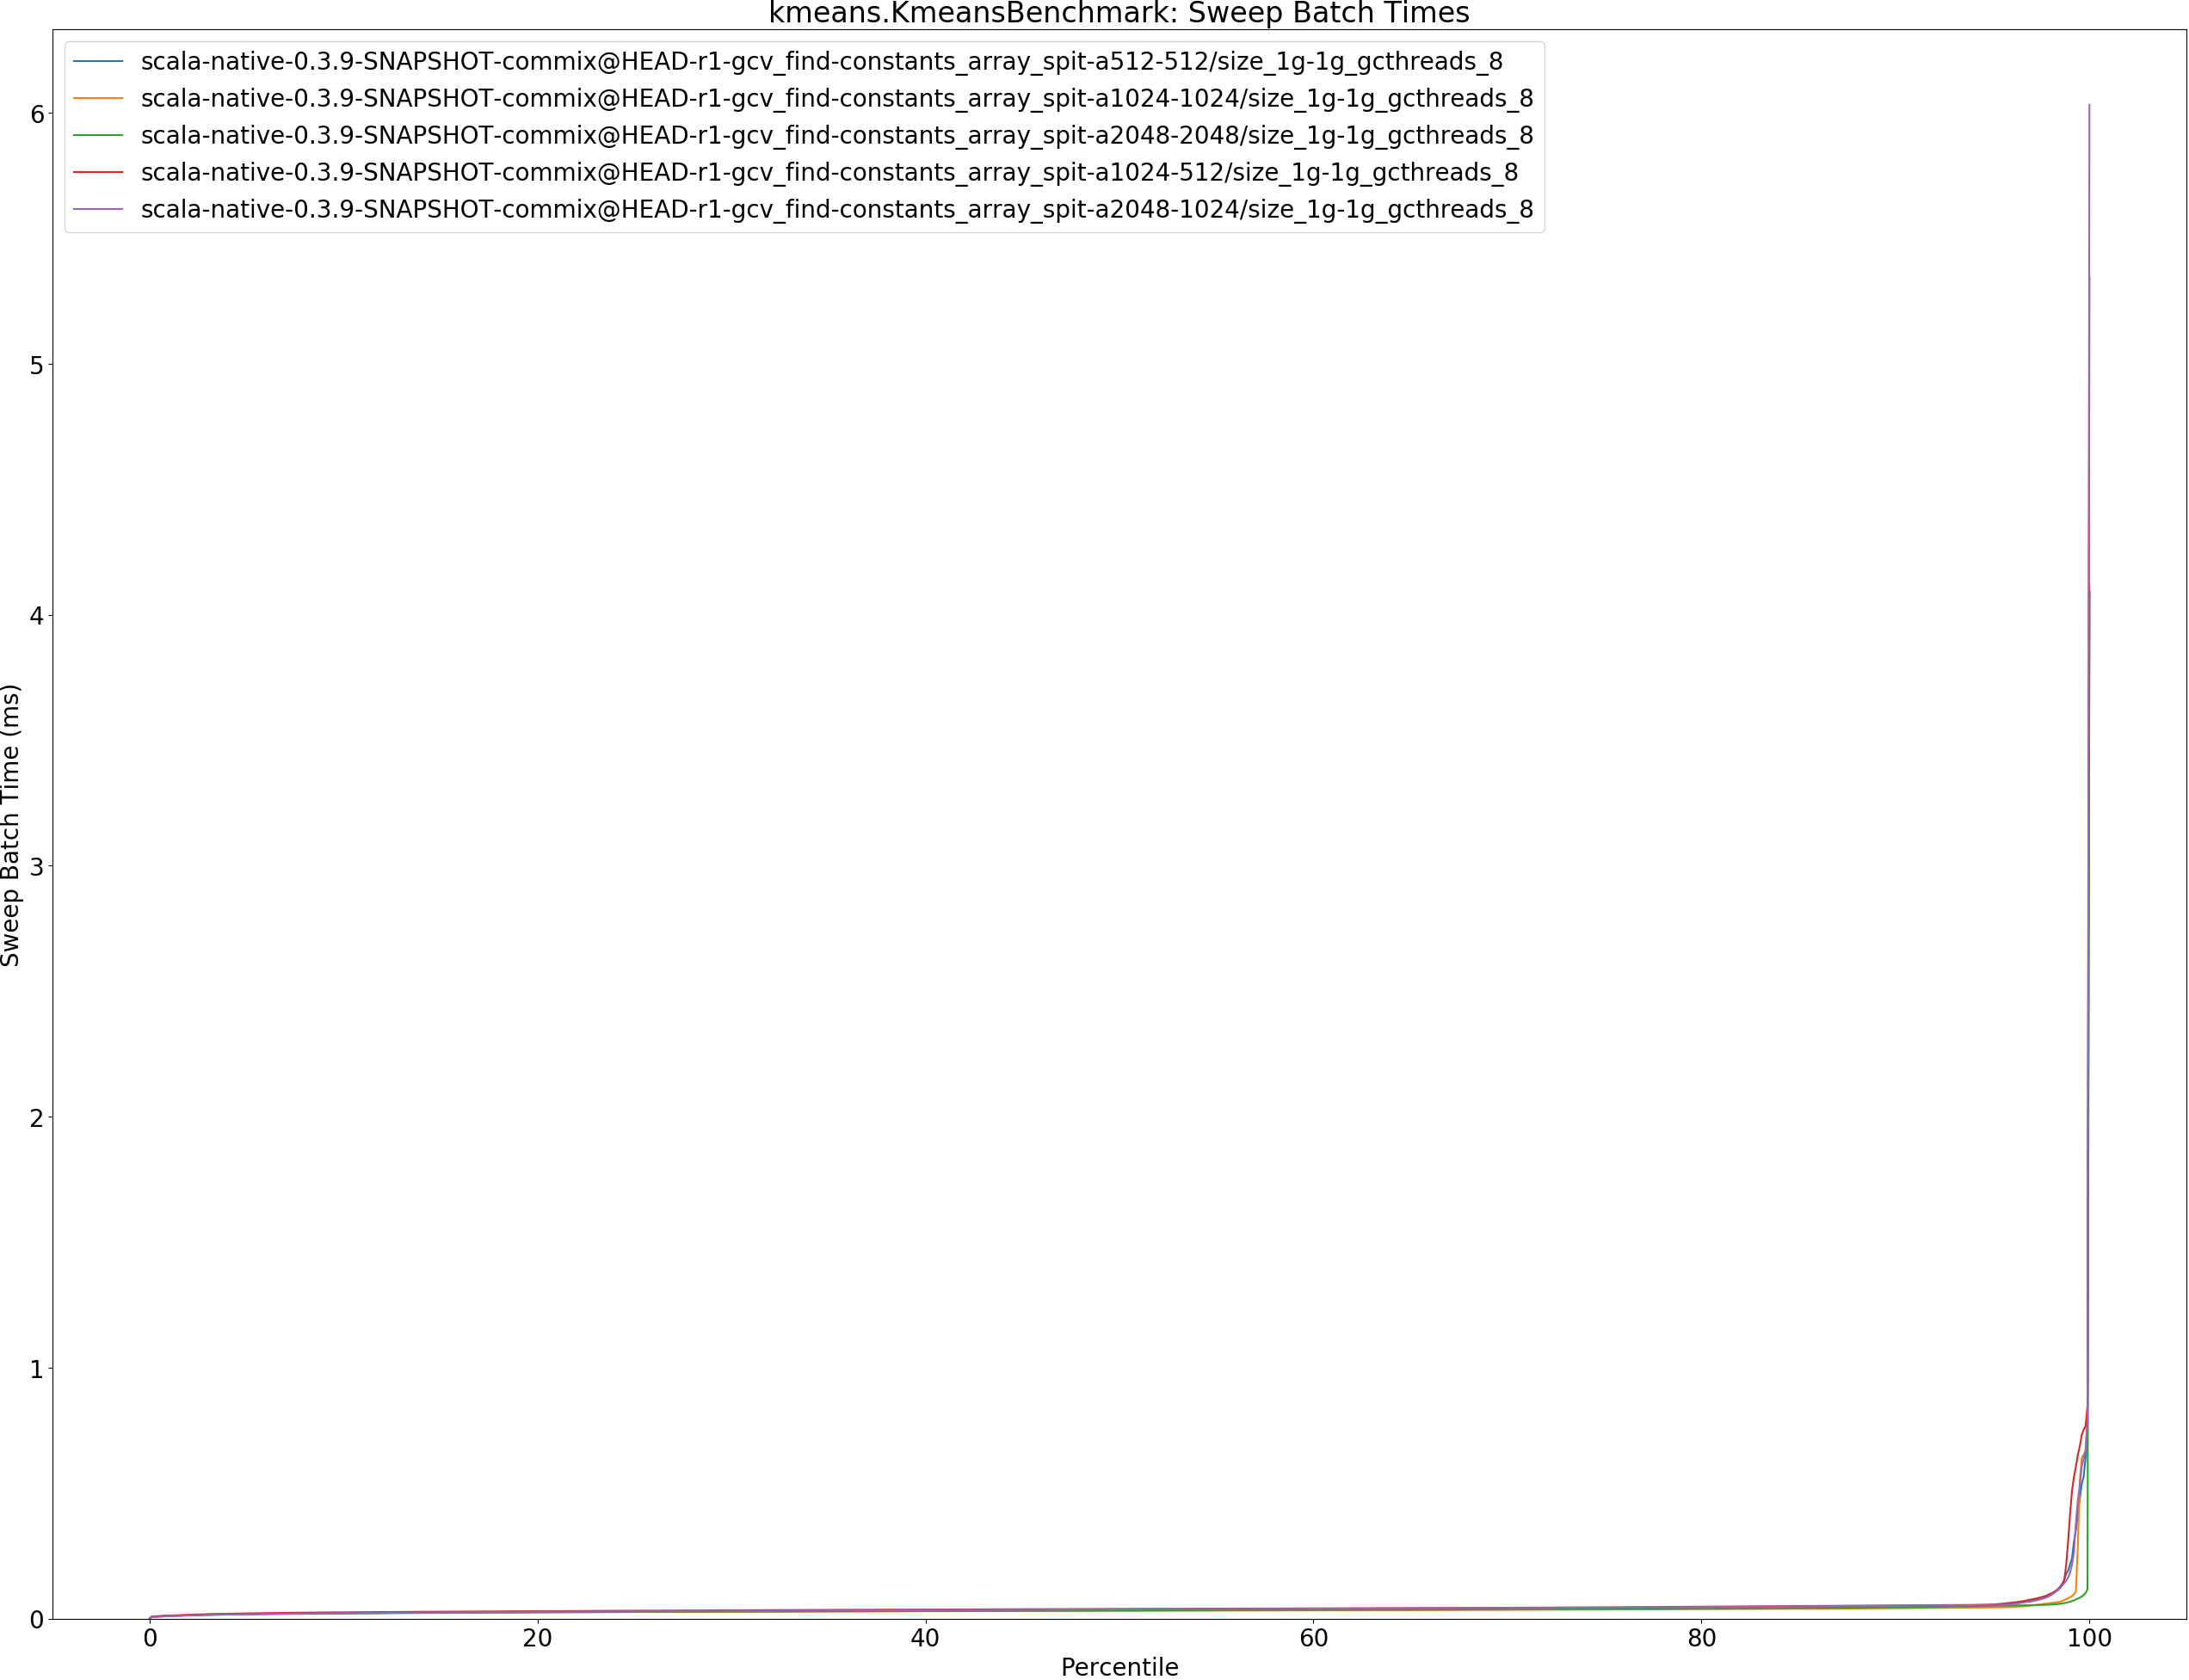 kmeans.KmeansBenchmark: Sweep Batch Times
scala-native-0.3.9-SNAPSHOT-commix@HEAD-r1-gcv_find-constants_array_spit-a512-512/size_1g-1g_gcthreads_8
scala-native-0.3.9-SNAPSHOT-commix@HEAD-r1-gcv_find-constants_array_spit-a1024-1024/size_1g-1g_gcthreads_8
scala-native-0.3.9-SNAPSHOT-commix@HEAD-r1-gcv_find-constants_array_spit-a2048-2048/size_1g-1g_gcthreads_8
scala-native-0.3.9-SNAPSHOT-commix@HEAD-r1-gcv_find-constants_array_spit-a1024-512/size_1g-1g_gcthreads_8
scala-native-0.3.9-SNAPSHOT-commix@HEAD-r1-gcv_find-constants_array_spit-a2048-1024/size_1g-1g_gcthreads_8
6
5
4
3
2
1
0
Sweep Batch Time (ms)
0 20 40 60 80 100
Percentile